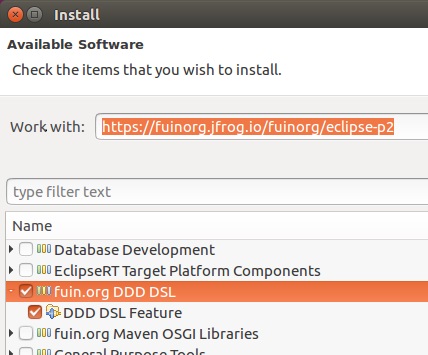 Install
Available Software
Check the items that you wish to install.
Work with: https://fuinorg.jfrog.io/fuinorg/eclipse-p2
type filter text
Name
Database Development
EclipseRT Target Platform Components
fuin.org DDD DSL
DDD DSL Feature
fuin.org Maven OSGI Libraries
General Purpose Tools